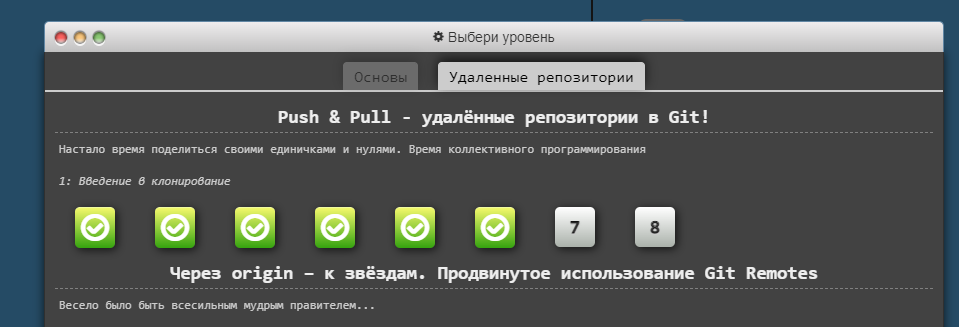 Выбери уровень
Основы
Удаленные репозитории
Push & Pull - удалённые репозитории в Git!
Настало время поделиться своими единичками и нулями. Время коллективного программирования
1: Введение в клонирование
7 8
Через origin – к звёздам. Продвинутое использование Git Remotes
Весело было быть всесильным мудрым правителем...